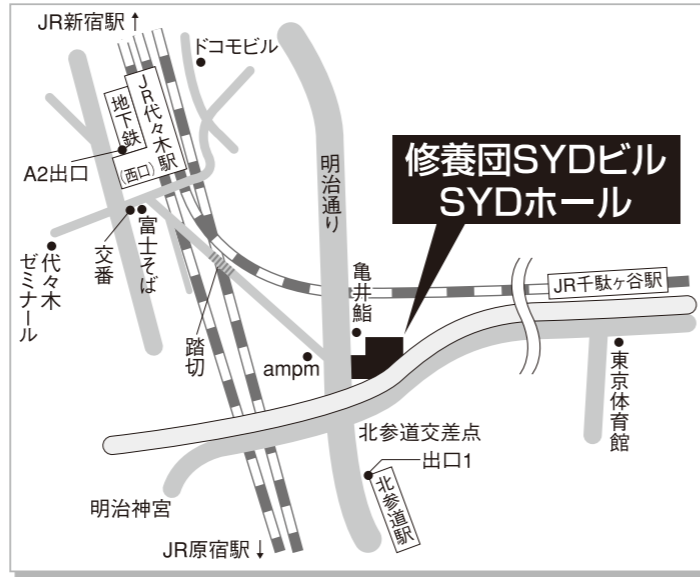 JR新宿駅↑
ドコモビル
JR代々木駅
地下鉄
(西口)
A2出口
明治通り
修養団SYDビル
SYDホール
交番
富士そば
代々木
ゼミナール
亀井鮨
JR千駄ヶ谷駅
踏切
ampm
東京体育館
北参道交差点
出口1
北参道駅
明治神宮
JR原宿駅↓